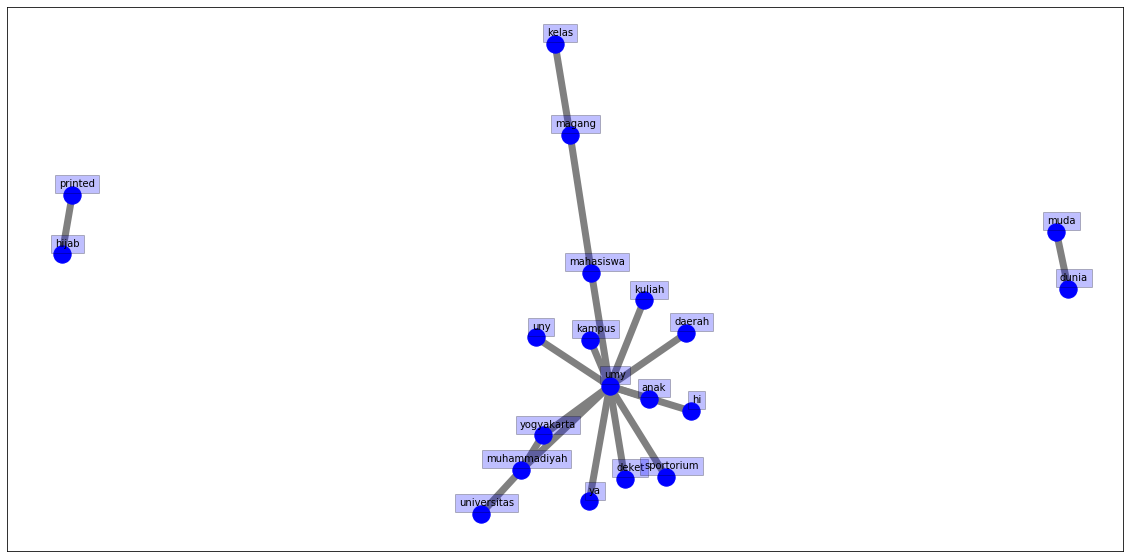 kelas
magang
printed
muda
hijab
mahasiswa
dunia
kuliah
daerah
uny
kampus
umy
anak
hi
yogyakarta
muhammadiyah
deket
sportorium
ya
universitas